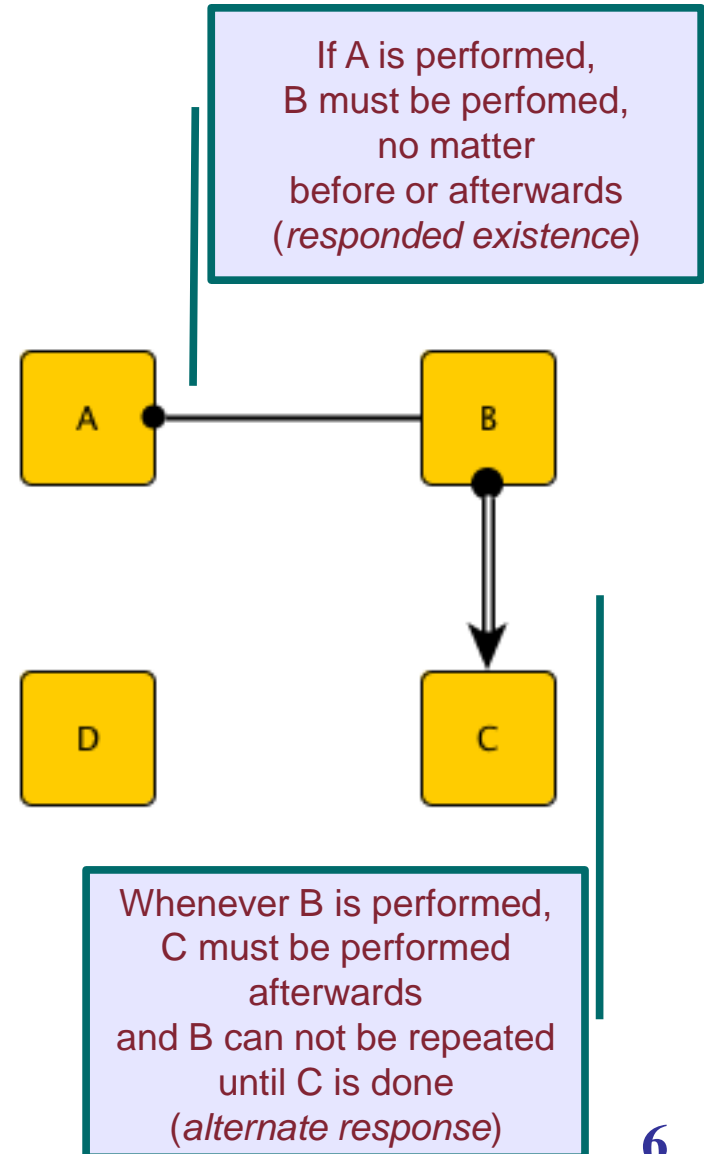 If A is performed,
B must be perfomed,
no matter
before or afterwards
(responded existence)
A
B
D
C
Whenever B is performed,
C must be performed
afterwards
and B can not be repeated
until C is done
(alternate response)
6